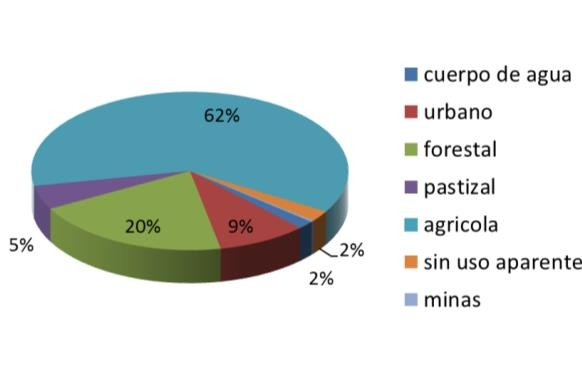 62%
20%
9%
5%
2%
2%
cuerpo de agua
urbano
forestal
pastizal
agricola
sin uso aparente
minas